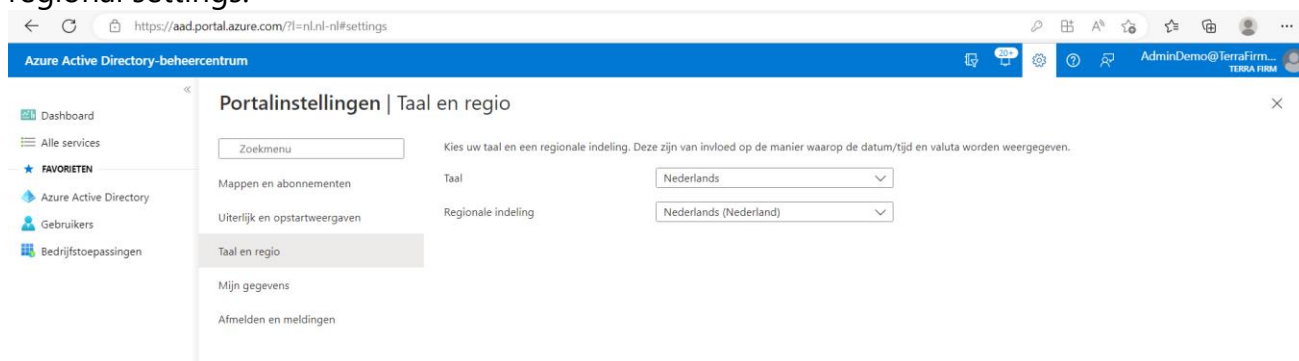 regional settings.
https://aad.portal.azure.com/?l=nl.nl-nl#settings
Azure Active Directory-beheercentrum
20+
AdminDemo@TerraFirm...
TERRA FIRM
Portalinstellingen | Taal en regio
Dashboard
Alle services
FAVORIETEN
Azure Active Directory
Gebruikers
Bedrijfstoepassingen
Zoekmenu
Mappen en abonnementen
Uiterlijk en opstartweergaven
Taal en regio
Mijn gegevens
Afmelden en meldingen
Kies uw taal en een regionale indeling. Deze zijn van invloed op de manier waarop de datum/tijd en valuta worden weergegeven.
Taal
Nederlands
Regionale indeling
Nederlands (Nederland)